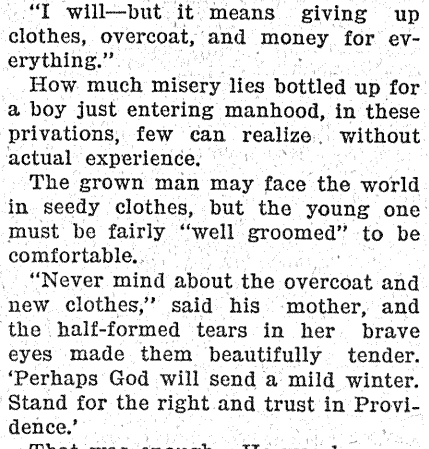 "I will—but it means giving up
clothes, overcoat, and money for ev-
erything."
How much misery lies bottled up for
a boy just entering manhood, in these
privations, few can realize without
actual experience.
The grown man may face the world
in seedy clothes, but the young one
must be fairly "well groomed" to be
comfortable.
"Never mind about the overcoat and
new clothes," said his mother, and
the half-formed tears in her brave
eyes made them beautifully tender.
'Perhaps God will send a mild winter.
Stand for the right and trust in Provi-
dence.'
That was enough.